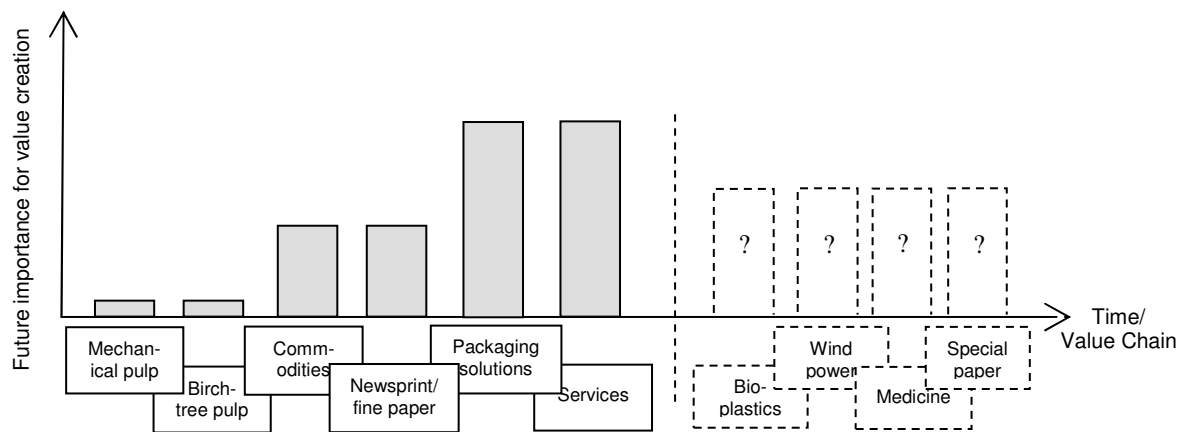 Future importance for value creation
?
?
?
?
Time/
Value Chain
Mechan-
ical pulp
Birch-
tree pulp
Comm-
odities
Newsprint/
fine paper
Packaging
solutions
Services
Bio-
plastics
Wind
power
Medicine
Special
paper